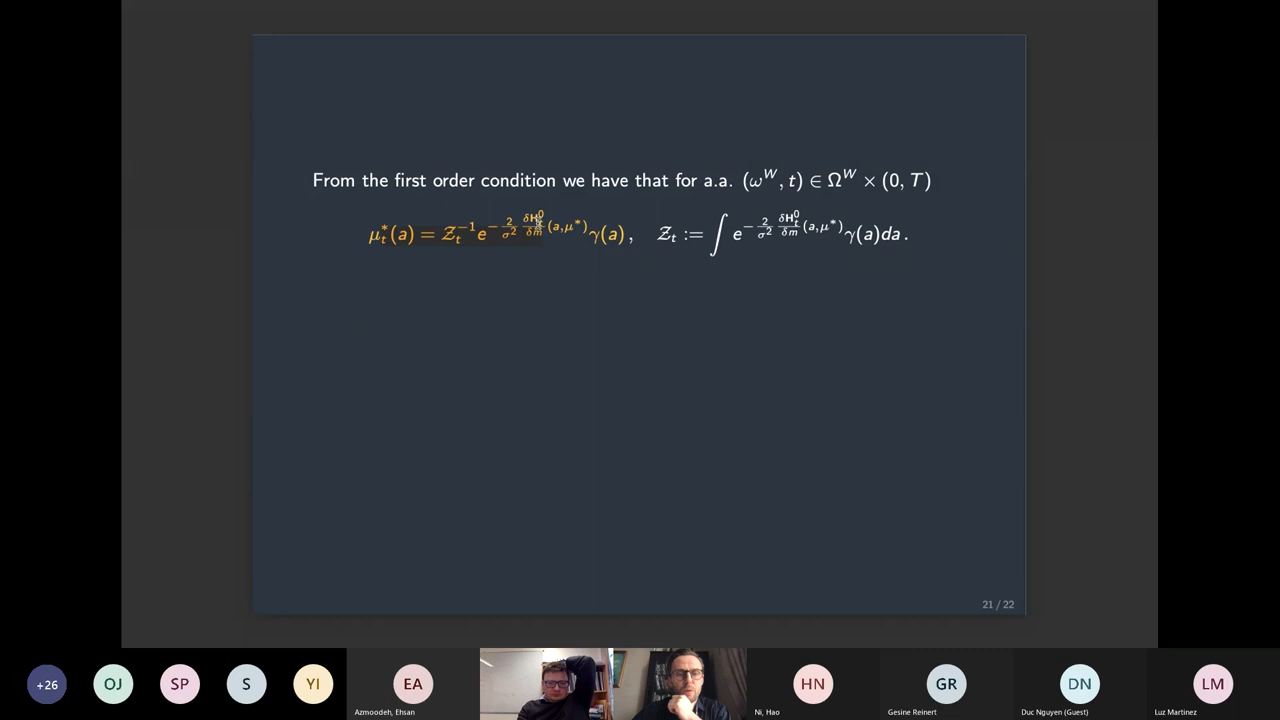 From the first order condition we have that for a.a. (ω^W, t) ∈ Ω^W × (0, T)
μ_t^*(a) = Z_t^{-1} e^{-\frac{2}{σ^2} \frac{δH_t^0}{δm}(a,μ^*)} γ(a), Z_t := ∫ e^{-\frac{2}{σ^2} \frac{δH_t^0}{δm}(a,μ^*)} γ(a)da.
21 / 22
+26 OJ SP S YI EA HN GR DN LM
Azmoodeh, Ehsan Ni, Hao Gesine Reinert Duc Nguyen (Guest) Luz Martinez